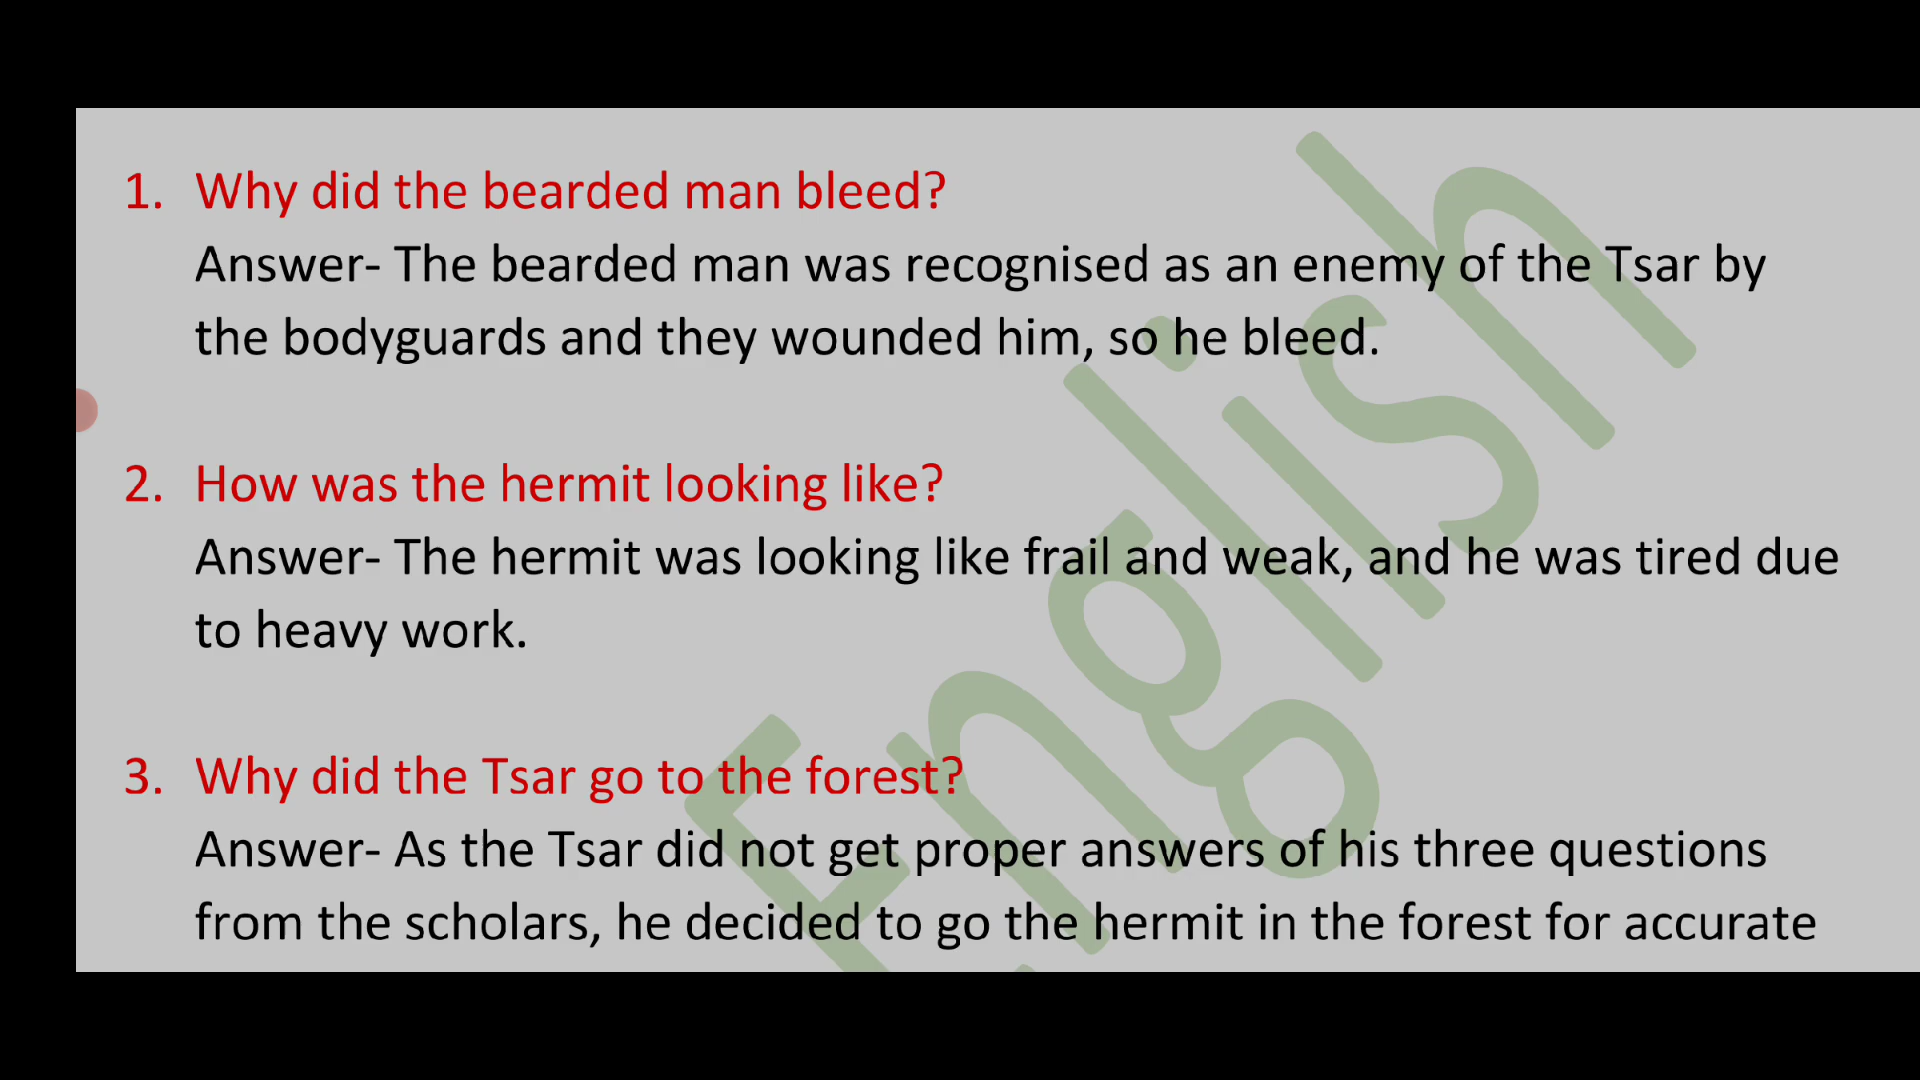 1. Why did the bearded man bleed?
Answer- The bearded man was recognised as an enemy of the Tsar by
the bodyguards and they wounded him, so he bleed.
2. How was the hermit looking like?
Answer- The hermit was looking like frail and weak, and he was tired due
to heavy work.
3. Why did the Tsar go to the forest?
Answer- As the Tsar did not get proper answers of his three questions
from the scholars, he decided to go the hermit in the forest for accurate
English